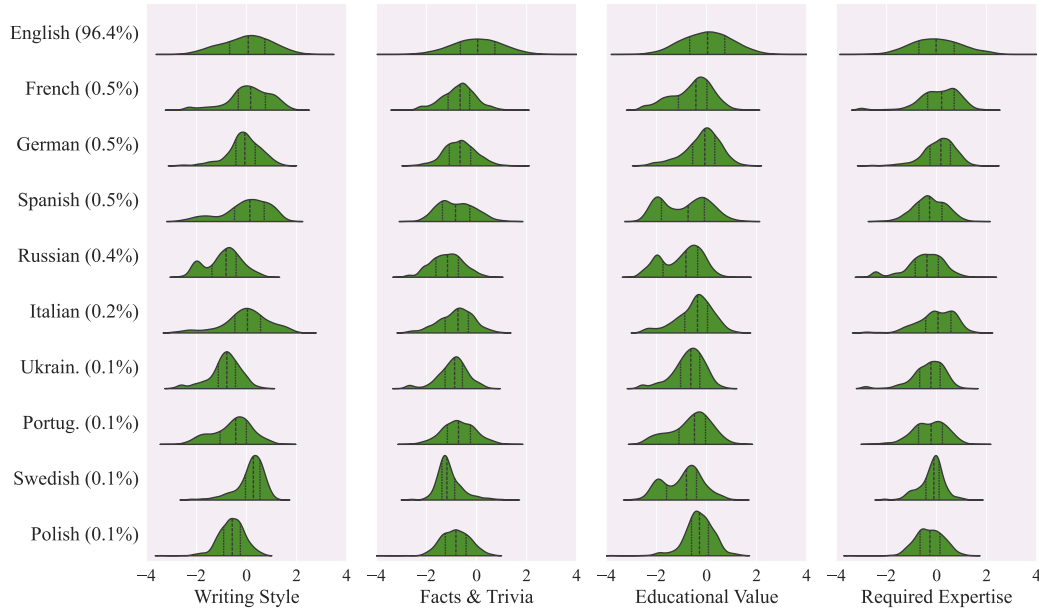 English (96.4%)
French (0.5%)
German (0.5%)
Spanish (0.5%)
Russian (0.4%)
Italian (0.2%)
Ukrain. (0.1%)
Portug. (0.1%)
Swedish (0.1%)
Polish (0.1%)
−4 −2 0 2 4 −4 −2 0 2 4 −4 −2 0 2 4 −4 −2 0 2 4
Writing Style Facts & Trivia Educational Value Required Expertise